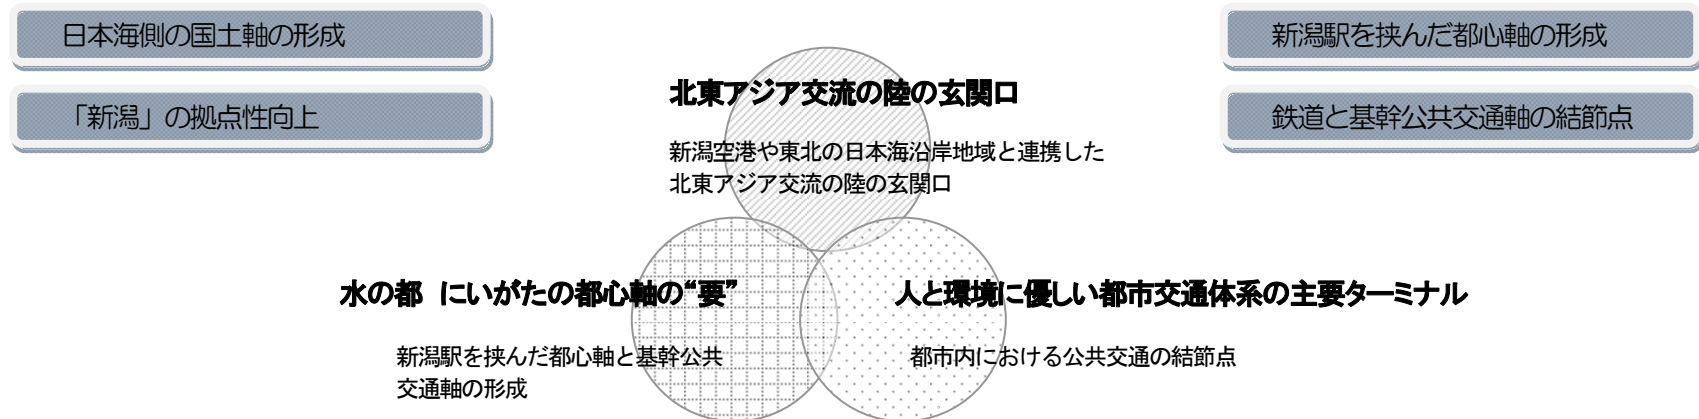 日本海側の国土軸の形成
「新潟」の拠点性向上
新潟駅を挟んだ都心軸の形成
鉄道と基幹公共交通軸の結節点
北東アジア交流の陸の玄関口
新潟空港や東北の日本海沿岸地域と連携した
北東アジア交流の陸の玄関口
水の都 にいがたの都心軸の“要”
新潟駅を挟んだ都心軸と基幹公共
交通軸の形成
人と環境に優しい都市交通体系の主要ターミナル
都市内における公共交通の結節点